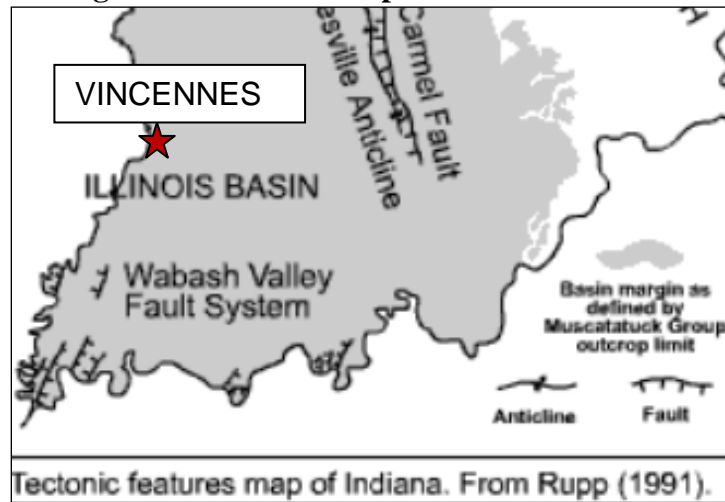 VINCENNES
Carmel Fault
esville Anticline
ILLINOIS BASIN
Wabash Valley
Fault System
Basin margin as
defined by
Muscatatuck Group
outcrop limit
Anticline
Fault
Tectonic features map of Indiana. From Rupp (1991).